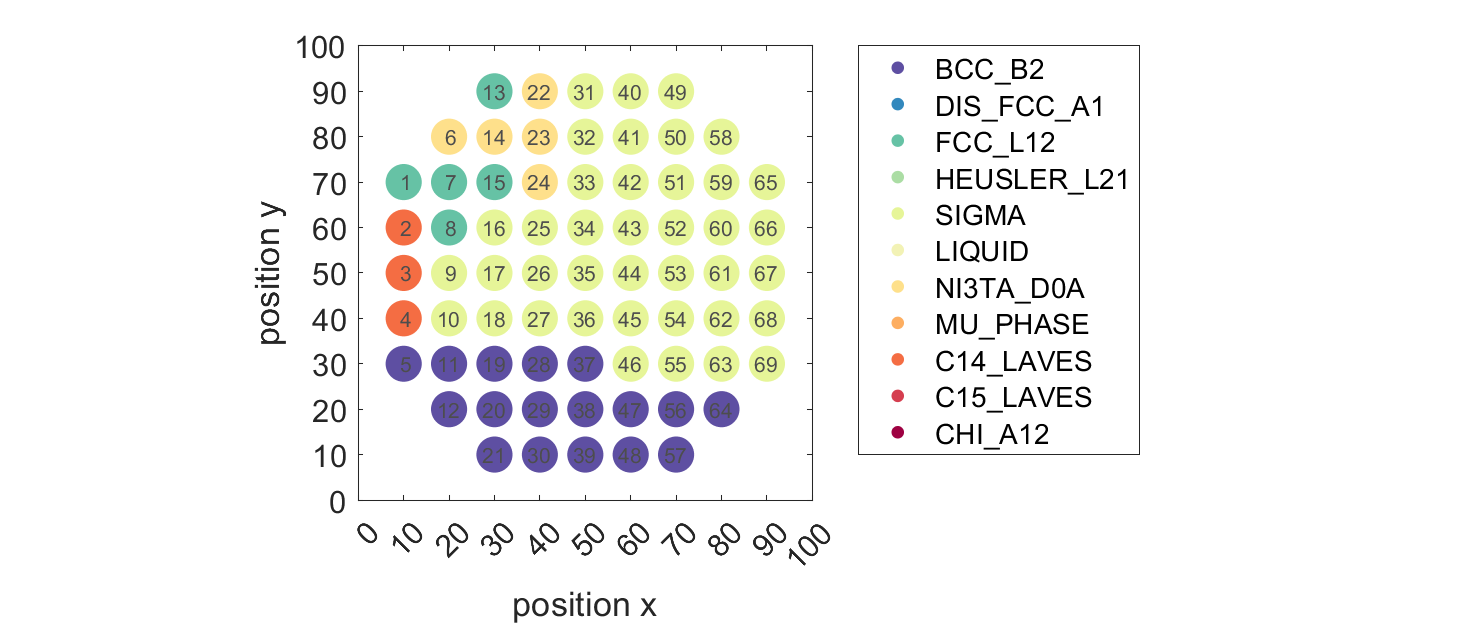 100
90
80
70
60
50
40
30
20
10
0
13 22 31 40 49
6 14 23 32 41 50 58
1 7 15 24 33 42 51 59 65
2 8 16 25 34 43 52 60 66
3 9 17 26 35 44 53 61 67
4 10 18 27 36 45 54 62 68
5 11 19 28 37 46 55 63 69
12 20 29 38 47 56 64
21 30 39 48 57
0 10 20 30 40 50 60 70 80 90 100
position x
position y
BCC_B2
DIS_FCC_A1
FCC_L12
HEUSLER_L21
SIGMA
LIQUID
NI3TA_D0A
MU_PHASE
C14_LAVES
C15_LAVES
CHI_A12